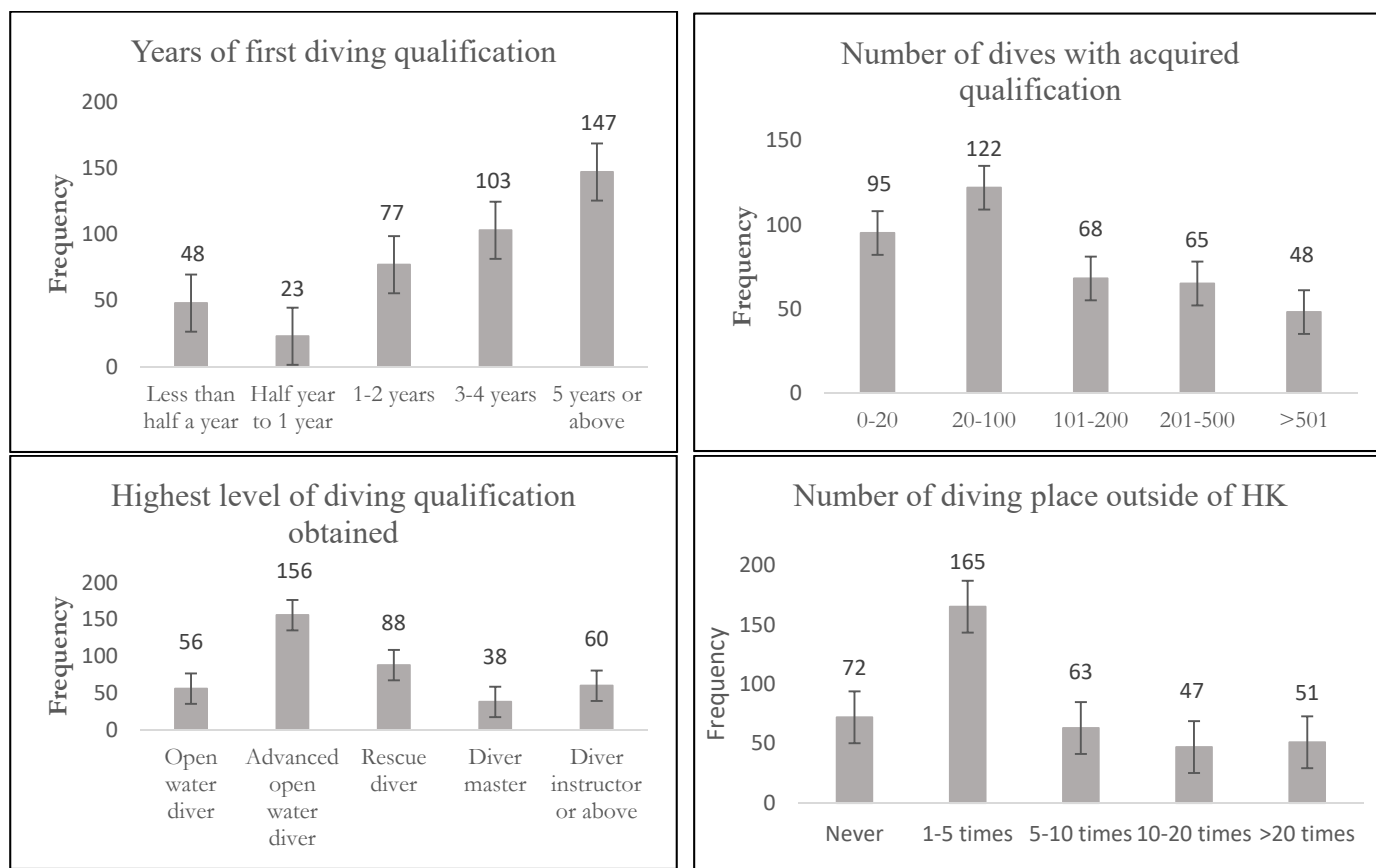 Years of first diving qualification
200
150
100
50
0
Frequency
48
23
77
103
147
Less than
half a year
Half year
to 1 year
1-2 years
3-4 years
5 years or
above
Number of dives with acquired
qualification
150
100
50
0
Frequency
95
122
68
65
48
0-20
20-100
101-200
201-500
>501
Highest level of diving qualification
obtained
200
150
100
50
0
Frequency
56
156
88
38
60
Open
water
diver
Advanced
open
water
diver
Rescue
diver
Diver
master
Diver
instructor
or above
Number of diving place outside of HK
200
150
100
50
0
Frequency
72
165
63
47
51
Never
1-5 times
5-10 times
10-20 times
>20 times